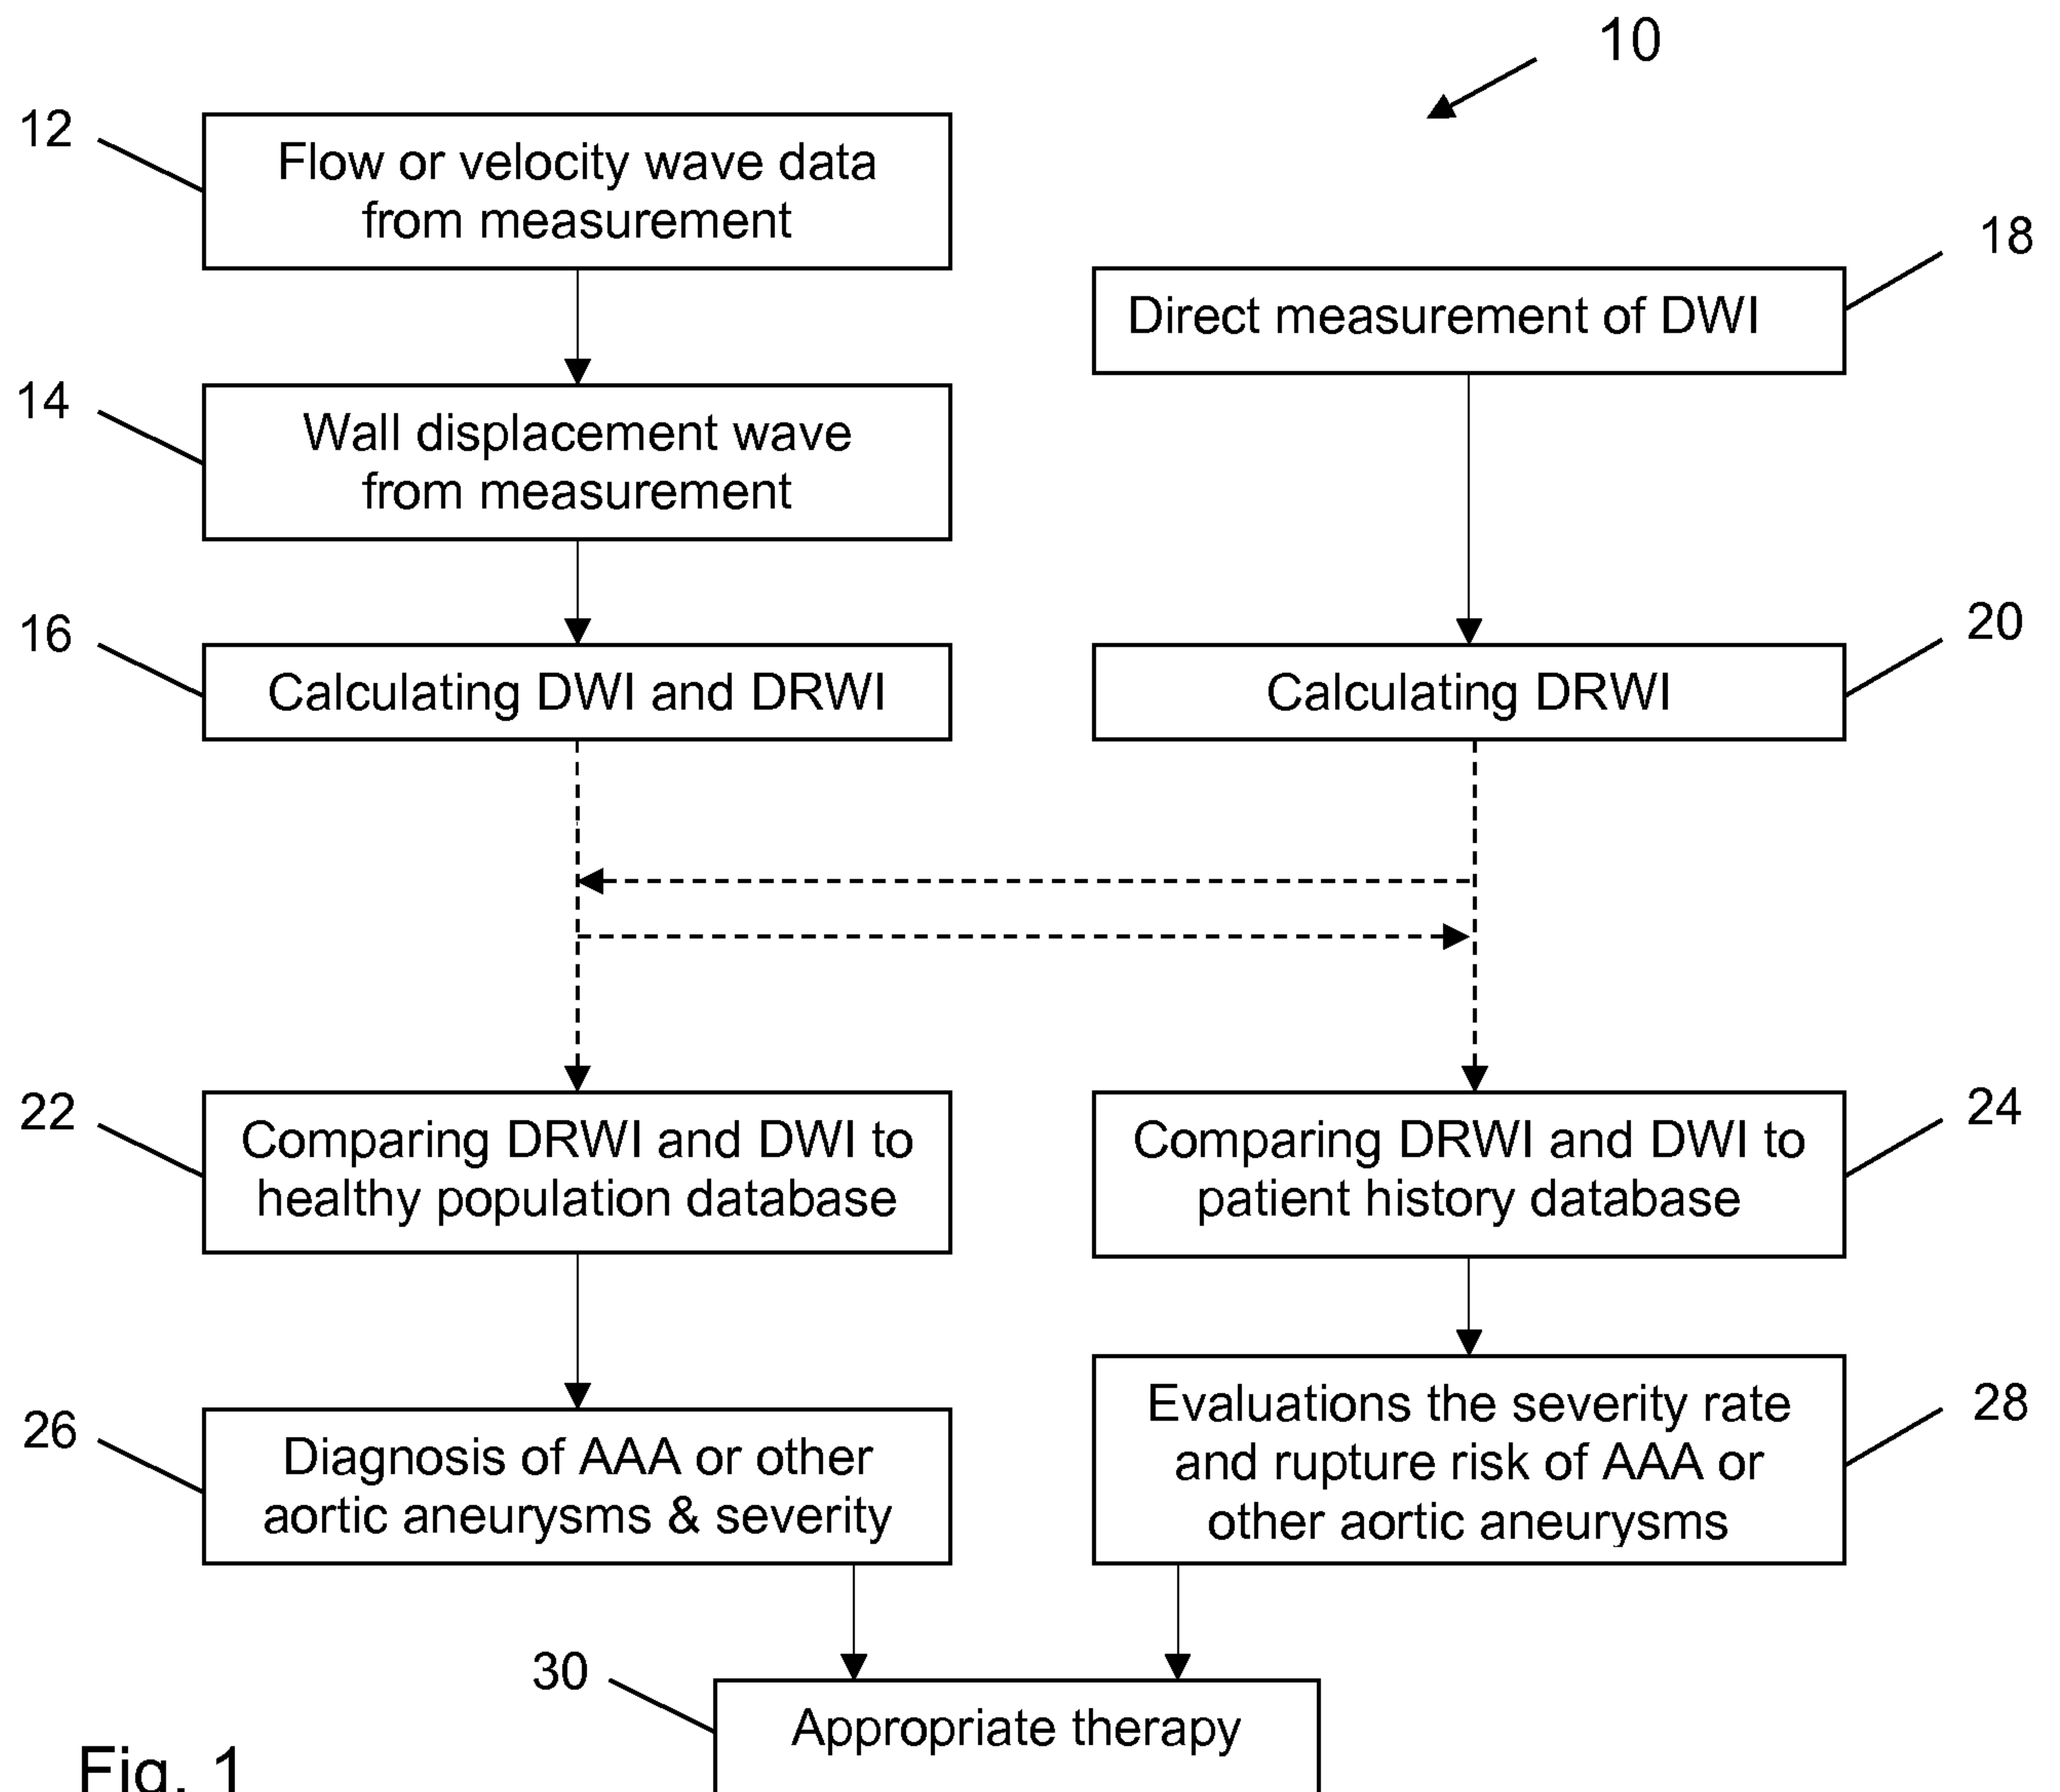 10
12
Flow or velocity wave data
from measurement
18
Direct measurement of DWI
14
Wall displacement wave
from measurement
16
Calculating DWI and DRWI
20
Calculating DRWI
22
Comparing DRWI and DWI to
healthy population database
24
Comparing DRWI and DWI to
patient history database
26
Diagnosis of AAA or other
aortic aneurysms & severity
28
Evaluations the severity rate
and rupture risk of AAA or
other aortic aneurysms
30
Appropriate therapy
Fig. 1